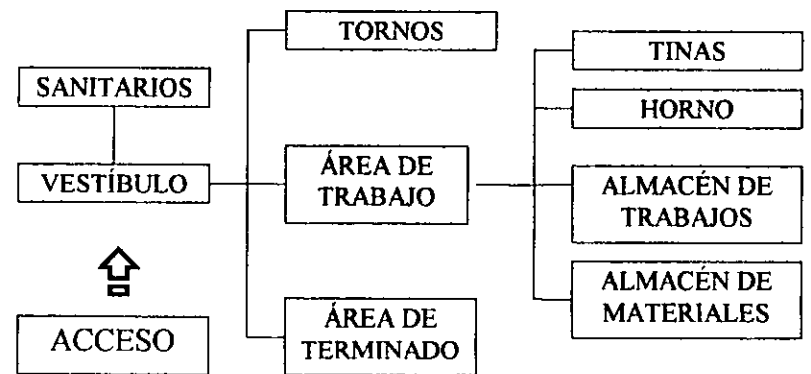 TORNOS
TINAS
SANITARIOS
HORNO
VESTÍBULO
ÁREA DE
TRABAJO
ALMACÉN DE
TRABAJOS
ACCESO
ÁREA DE
TERMINADO
ALMACÉN DE
MATERIALES